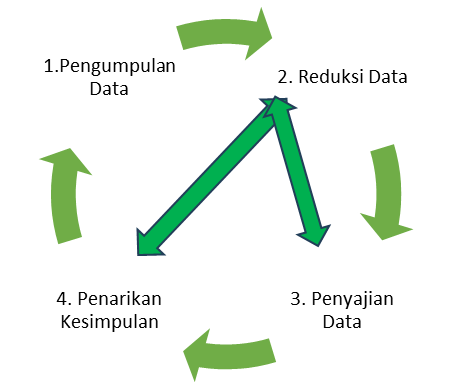 1.Pengumpulan
Data
2. Reduksi Data
3. Penyajian
Data
4. Penarikan
Kesimpulan